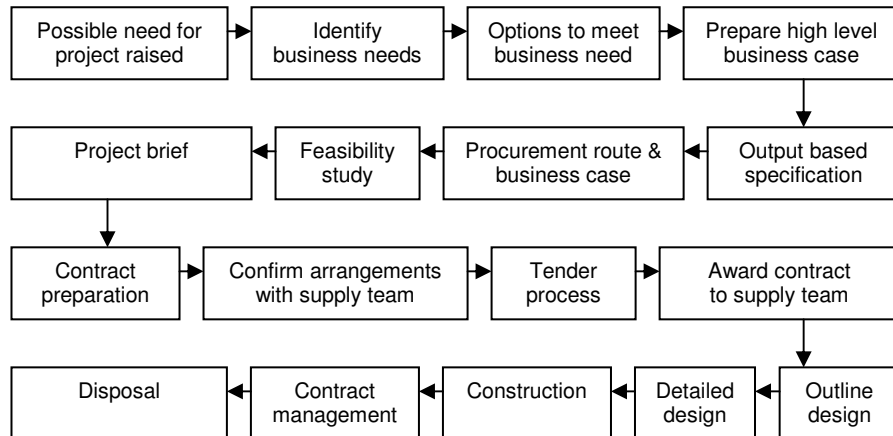 Possible need for
project raised
Identify
business needs
Options to meet
business need
Prepare high level
business case
Project brief
Feasibility
study
Procurement route &
business case
Output based
specification
Contract
preparation
Confirm arrangements
with supply team
Tender
process
Award contract
to supply team
Disposal
Contract
management
Construction
Detailed
design
Outline
design